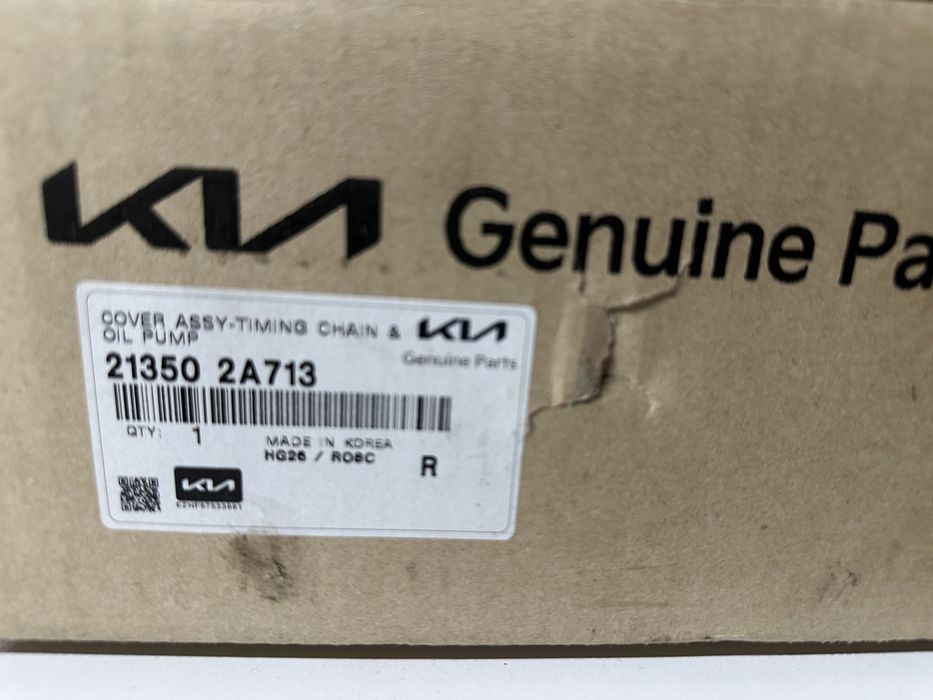 KIA Genuine Pa
COVER ASSY-TIMING CHAIN &
OIL PUMP
KIA
Genuine Parts
21350 2A713
QTY: 1
MADE IN KOREA
HG26 / RO8C
R
KIA